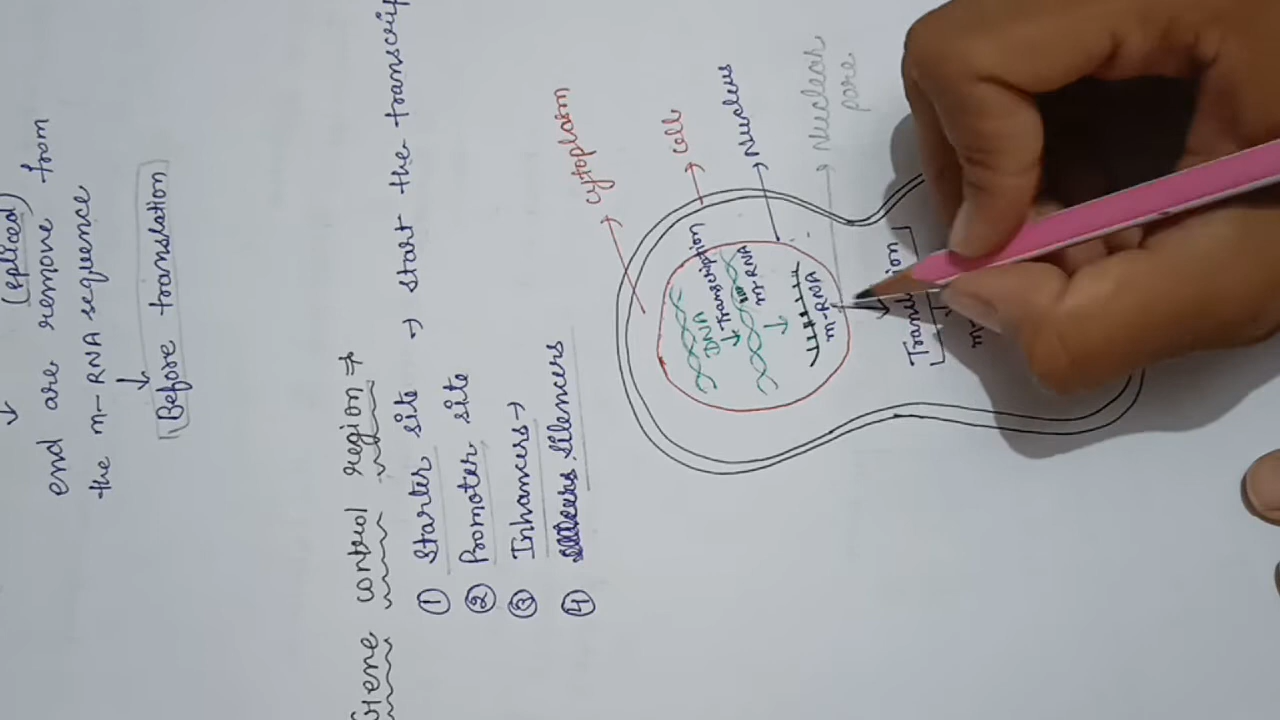 (spliced)
↓
end are remove from
the m-RNA sequence
↓
Before translation
Gene control region ⇒
① Starter site → start the transcrip
② Promoter site
③ Inhancers →
④ Silencers
→ cytoplasm
→ cell
→ Nucleus
→ Nuclear
pore
DNA
↓ Transcription
m-RNA
↓
m-RNA